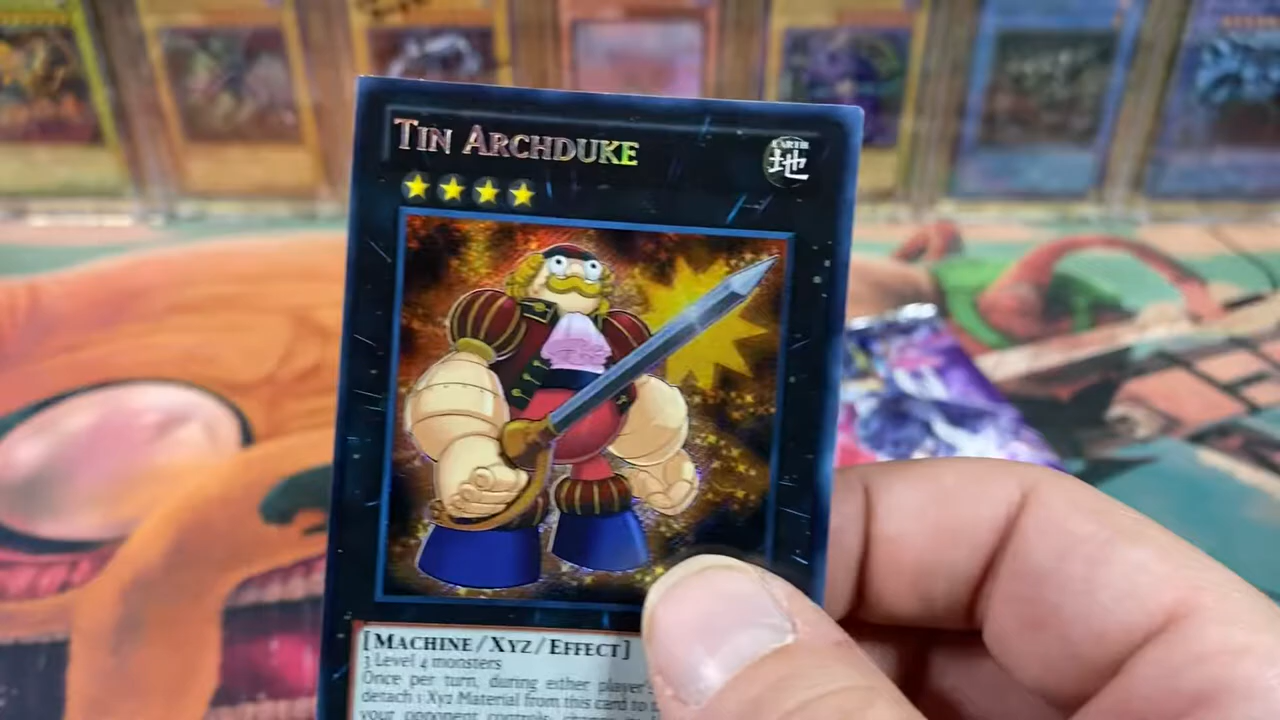 TIN ARCHDUKE
EARTH
地
[MACHINE/XYZ/EFFECT]
3 Level 4 monsters
Once per turn, during either player's
detach 1 Xyz Material from this card to
your opponent controls,